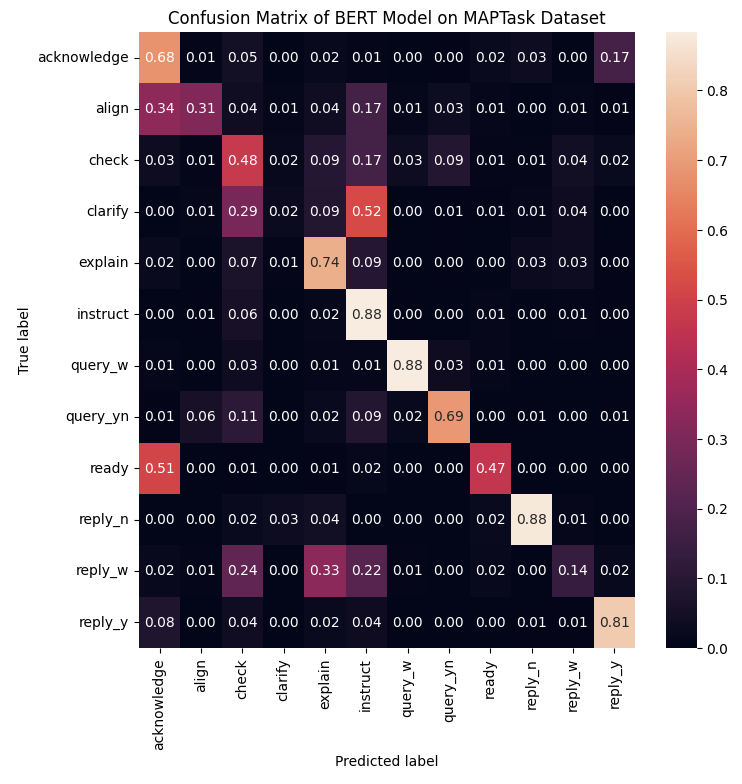 Confusion Matrix of BERT Model on MAPTask Dataset
True label
acknowledge 0.68 0.01 0.05 0.00 0.02 0.01 0.00 0.00 0.02 0.03 0.00 0.17
align 0.34 0.31 0.04 0.01 0.04 0.17 0.01 0.03 0.01 0.00 0.01 0.01
check 0.03 0.01 0.48 0.02 0.09 0.17 0.03 0.09 0.01 0.01 0.04 0.02
clarify 0.00 0.01 0.29 0.02 0.09 0.52 0.00 0.01 0.01 0.01 0.04 0.00
explain 0.02 0.00 0.07 0.01 0.74 0.09 0.00 0.00 0.00 0.03 0.03 0.00
instruct 0.00 0.01 0.06 0.00 0.02 0.88 0.00 0.00 0.01 0.00 0.01 0.00
query_w 0.01 0.00 0.03 0.00 0.01 0.01 0.88 0.03 0.01 0.00 0.00 0.00
query_yn 0.01 0.06 0.11 0.00 0.02 0.09 0.02 0.69 0.00 0.01 0.00 0.01
ready 0.51 0.00 0.01 0.00 0.01 0.02 0.00 0.00 0.47 0.00 0.00 0.00
reply_n 0.00 0.00 0.02 0.03 0.04 0.00 0.00 0.00 0.02 0.88 0.01 0.00
reply_w 0.02 0.01 0.24 0.00 0.33 0.22 0.01 0.00 0.02 0.00 0.14 0.02
reply_y 0.08 0.00 0.04 0.00 0.02 0.04 0.00 0.00 0.00 0.01 0.01 0.81
acknowledge align check clarify explain instruct query_w query_yn ready reply_n reply_w reply_y
Predicted label
0.8
0.7
0.6
0.5
0.4
0.3
0.2
0.1
0.0